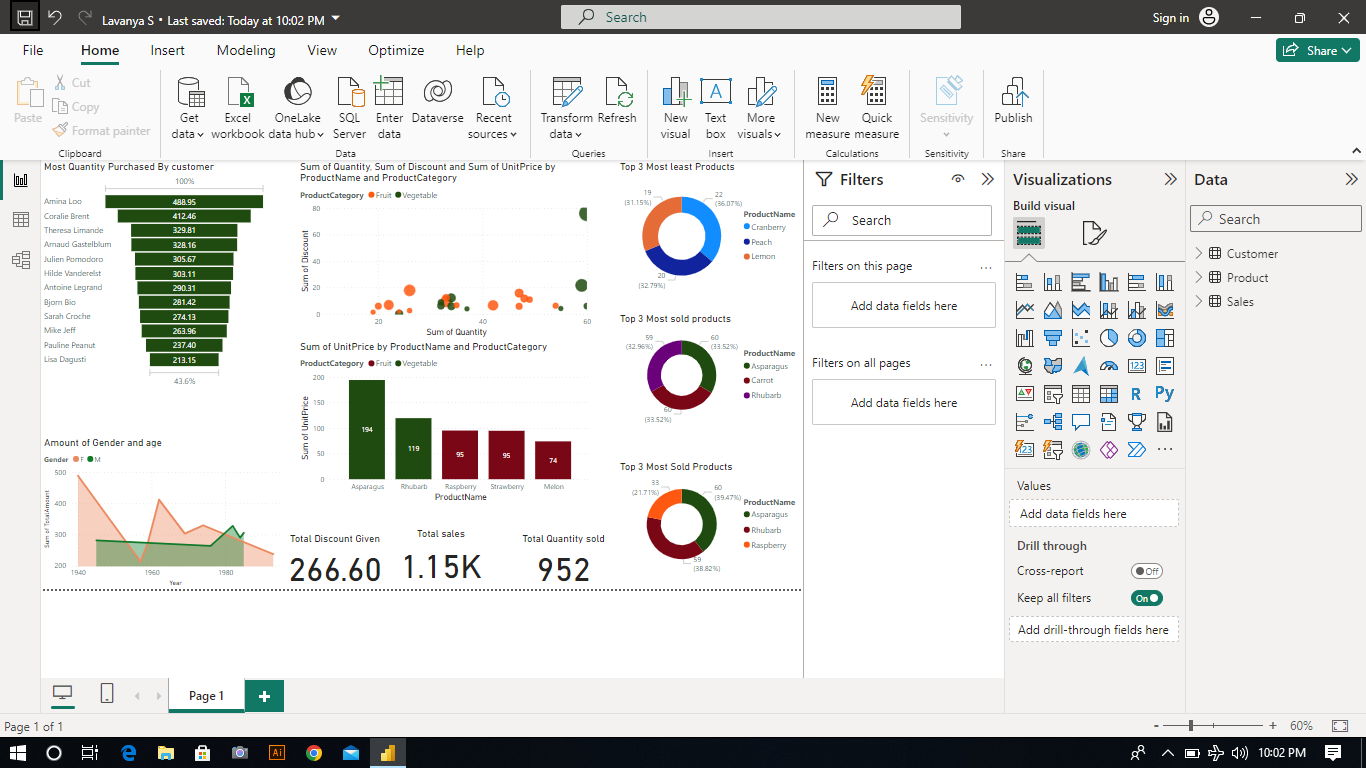 Lavanya S • Last saved: Today at 10:02 PM
Search
Sign in
File
Home
Insert
Modeling
View
Optimize
Help
Share
Paste
Cut
Copy
Format painter
Get data
Excel workbook
OneLake data hub
SQL Server
Enter data
Dataverse
Recent sources
Transform data
Refresh
New visual
Text box
More visuals
New measure
Quick measure
Sensitivity
Publish
Clipboard
Data
Queries
Insert
Calculations
Sensitivity
Share
Most Quantity Purchased By customer
100%
Amina Loo 488.95
Coralie Brent 412.46
Theresa Limande 329.81
Arnaud Gastelblum 328.16
Julien Pomodoro 305.67
Hilde Vanderelst 303.11
Antoine Legrand 290.31
Bjorn Bio 281.42
Sarah Croche 274.13
Mike Jeff 263.96
Pauline Peanut 237.40
Lisa Dagusti 213.15
43.6%
Sum of Quantity, Sum of Discount and Sum of UnitPrice by
ProductName and ProductCategory
ProductCategory Fruit Vegetable
Sum of Discount
80
60
40
20
0
20 40 60
Sum of Quantity
Sum of UnitPrice by ProductName and ProductCategory
ProductCategory Fruit Vegetable
Sum of UnitPrice
200
150
100
50
0
194
119
95
95
74
Asparagus Rhubarb Raspberry Strawberry Melon
ProductName
Top 3 Most least Products
19
(31.15%)
22
(36.07%)
20
(32.79%)
ProductName
Cranberry
Peach
Lemon
Top 3 Most sold products
59
(32.96%)
60
(33.52%)
60
(33.52%)
ProductName
Asparagus
Carrot
Rhubarb
Top 3 Most Sold Products
33
(21.71%)
60
(39.47%)
59
(38.82%)
ProductName
Asparagus
Rhubarb
Raspberry
Amount of Gender and age
Gender F M
Sum of TotalAmount
500
400
300
200
1940 1960 1980
Year
Total Discount Given
266.60
Total sales
1.15K
Total Quantity sold
952
Filters
Search
Filters on this page
...
Add data fields here
Filters on all pages
...
Add data fields here
Visualizations
Build visual
123
R
Py
123
...
Values
Add data fields here
Drill through
Cross-report
Off
Keep all filters
On
Add drill-through fields here
Data
Search
Customer
Product
Sales
Page 1
+
Page 1 of 1
- + 60%
Ai
10:02 PM